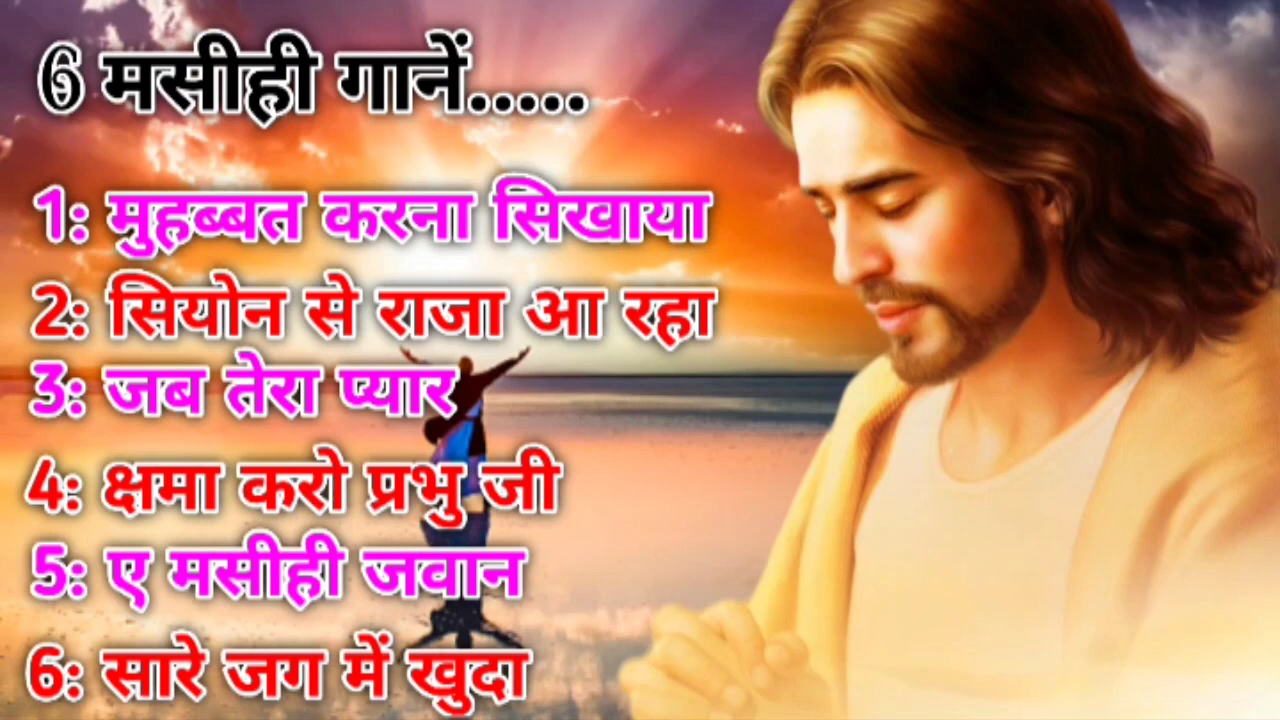 6 मसीही गानें.....
1: मुहब्बत करना सिखाया
2: सियोन से राजा आ रहा
3: जब तेरा प्यार
4: क्षमा करो प्रभु जी
5: ए मसीही जवान
6: सारे जग में खुदा